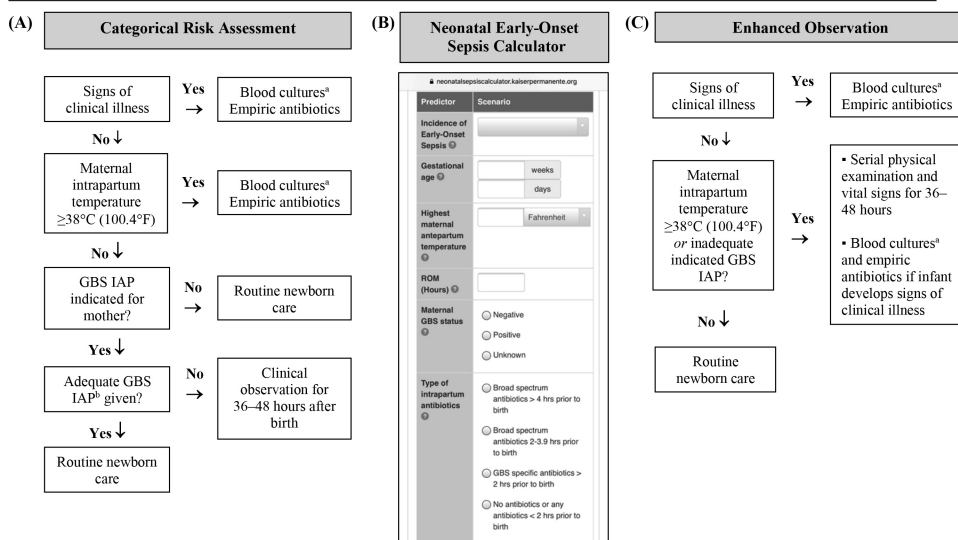 (A)
Categorical Risk Assessment
Signs of
clinical illness
Yes
→
Blood culturesᵃ
Empiric antibiotics
No ↓
Maternal
intrapartum
temperature
≥38°C (100.4°F)
Yes
→
Blood culturesᵃ
Empiric antibiotics
No ↓
GBS IAP
indicated for
mother?
No
→
Routine newborn
care
Yes ↓
Adequate GBS
IAPᵇ given?
No
→
Clinical
observation for
36–48 hours after
birth
Yes ↓
Routine newborn
care
(B)
Neonatal Early-Onset
Sepsis Calculator
neonatalsepsiscalculator.kaiserpermanente.org
Predictor Scenario
Incidence of
Early-Onset
Sepsis ?
Gestational
age ?
weeks
days
Highest
maternal
antepartum
temperature
?
Fahrenheit
ROM
(Hours) ?
Maternal
GBS status
?
Negative
Positive
Unknown
Type of
intrapartum
antibiotics
?
Broad spectrum
antibiotics > 4 hrs prior to
birth
Broad spectrum
antibiotics 2-3.9 hrs prior
to birth
GBS specific antibiotics >
2 hrs prior to birth
No antibiotics or any
antibiotics < 2 hrs prior to
birth
(C)
Enhanced Observation
Signs of
clinical illness
Yes
→
Blood culturesᵃ
Empiric antibiotics
No
↓
Maternal
intrapartum
temperature
≥38°C (100.4°F)
or inadequate
indicated GBS
IAP?
Yes
→
▪ Serial physical
examination and
vital signs for 36–
48 hours
▪ Blood culturesᵃ
and empiric
antibiotics if infant
develops signs of
clinical illness
No ↓
Routine
newborn care